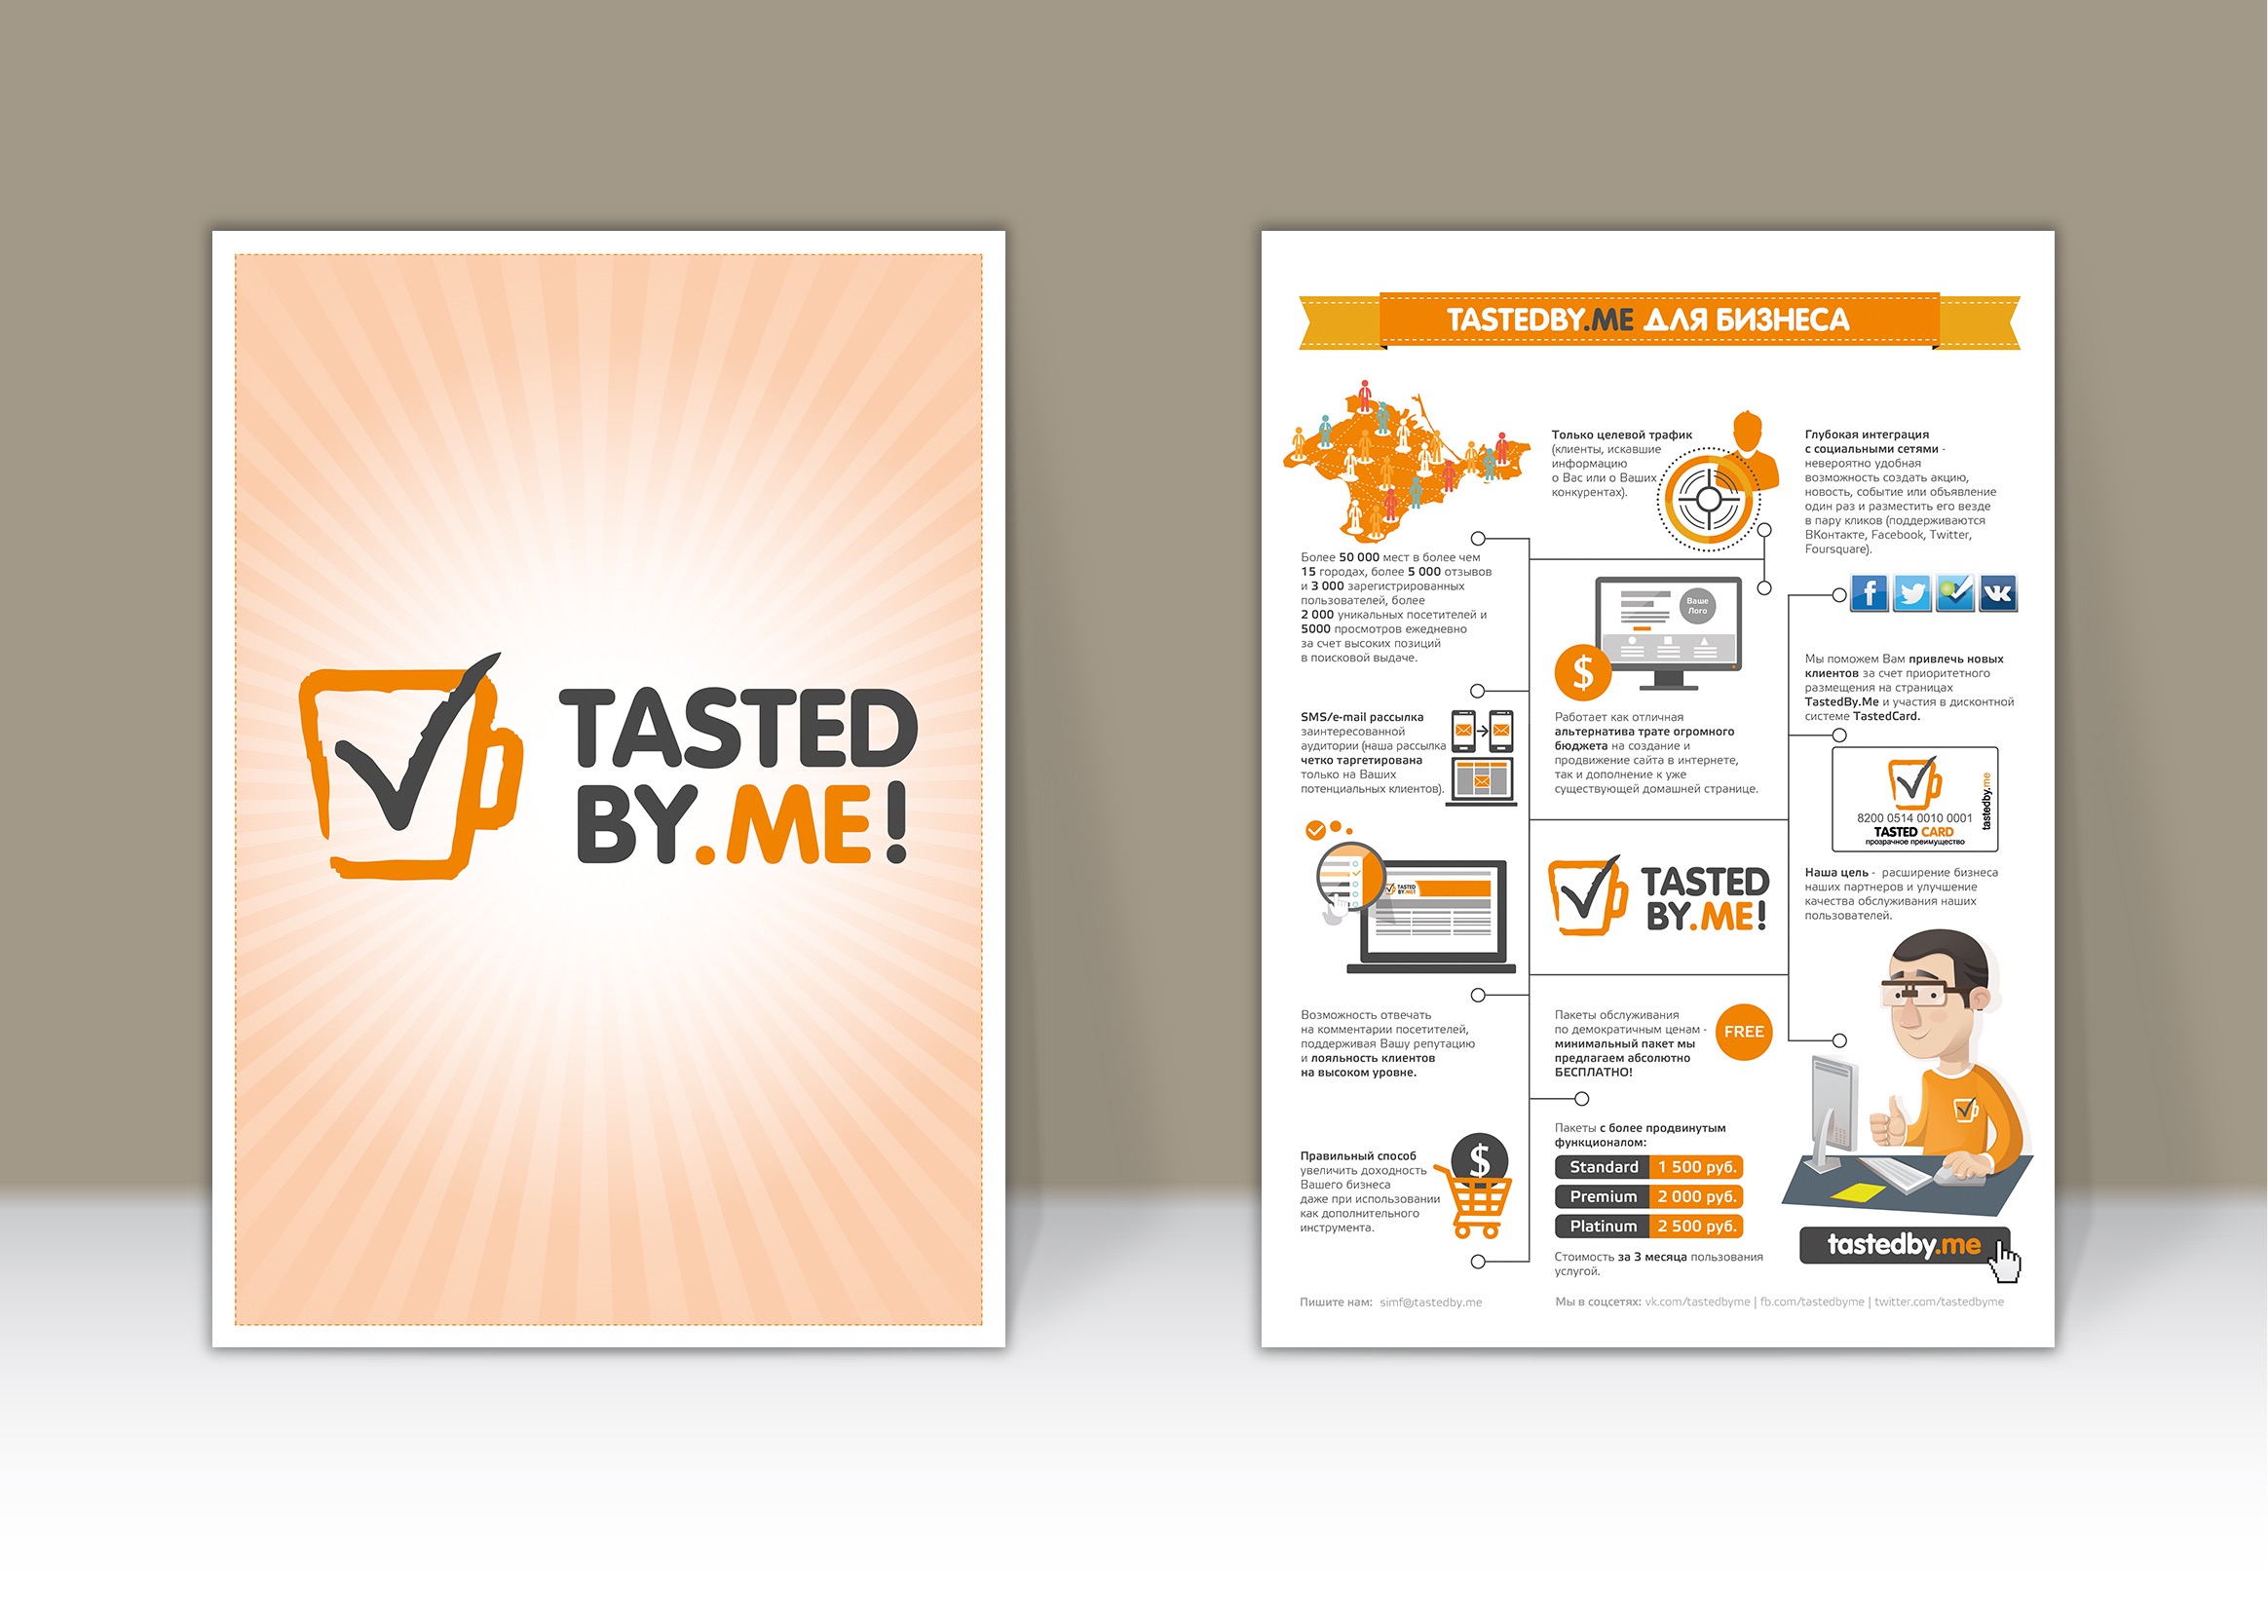 TASTED
BY.ME!
TASTEDBY.ME ДЛЯ БИЗНЕСА
Более 50 000 мест в более чем
15 городах, более 5 000 отзывов
и 3 000 зарегистрированных
пользователей, более
2 000 уникальных посетителей и
5000 просмотров ежедневно
за счет высоких позиций
в поисковой выдаче.
SMS/e-mail рассылка
заинтересованной
аудитории (наша рассылка
четко таргетирована
только на Ваших
потенциальных клиентов).
TASTED
BY.ME!
Возможность отвечать
на комментарии посетителей,
поддерживая Вашу репутацию
и лояльность клиентов
на высоком уровне.
Правильный способ
увеличить доходность
Вашего бизнеса
даже при использовании
как дополнительного
инструмента.
Только целевой трафик
(клиенты, искавшие
информацию
о Вас или о Ваших
конкурентах).
Ваше
Лого
$
Работает как отличная
альтернатива трате огромного
бюджета на создание и
продвижение сайта в интернете,
так и дополнение к уже
существующей домашней странице.
TASTED
BY.ME!
Пакеты обслуживания
по демократичным ценам -
минимальный пакет мы
предлагаем абсолютно
БЕСПЛАТНО!
FREE
$
Пакеты с более продвинутым
функционалом:
Standard 1 500 руб.
Premium 2 000 руб.
Platinum 2 500 руб.
Стоимость за 3 месяца пользования
услугой.
Глубокая интеграция
с социальными сетями -
невероятно удобная
возможность создать акцию,
новость, событие или объявление
один раз и разместить его везде
в пару кликов (поддерживаются
ВКонтакте, Facebook, Twitter,
Foursquare).
Мы поможем Вам привлечь новых
клиентов за счет приоритетного
размещения на страницах
TastedBy.Me и участия в дисконтной
системе TastedCard.
8200 0514 0010 0001
TASTED CARD
прозрачное преимущество
tastedby.me
Наша цель - расширение бизнеса
наших партнеров и улучшение
качества обслуживания наших
пользователей.
tastedby.me
Пишите нам: simf@tastedby.me
Мы в соцсетях: vk.com/tastedbyme | fb.com/tastedbyme | twitter.com/tastedbyme